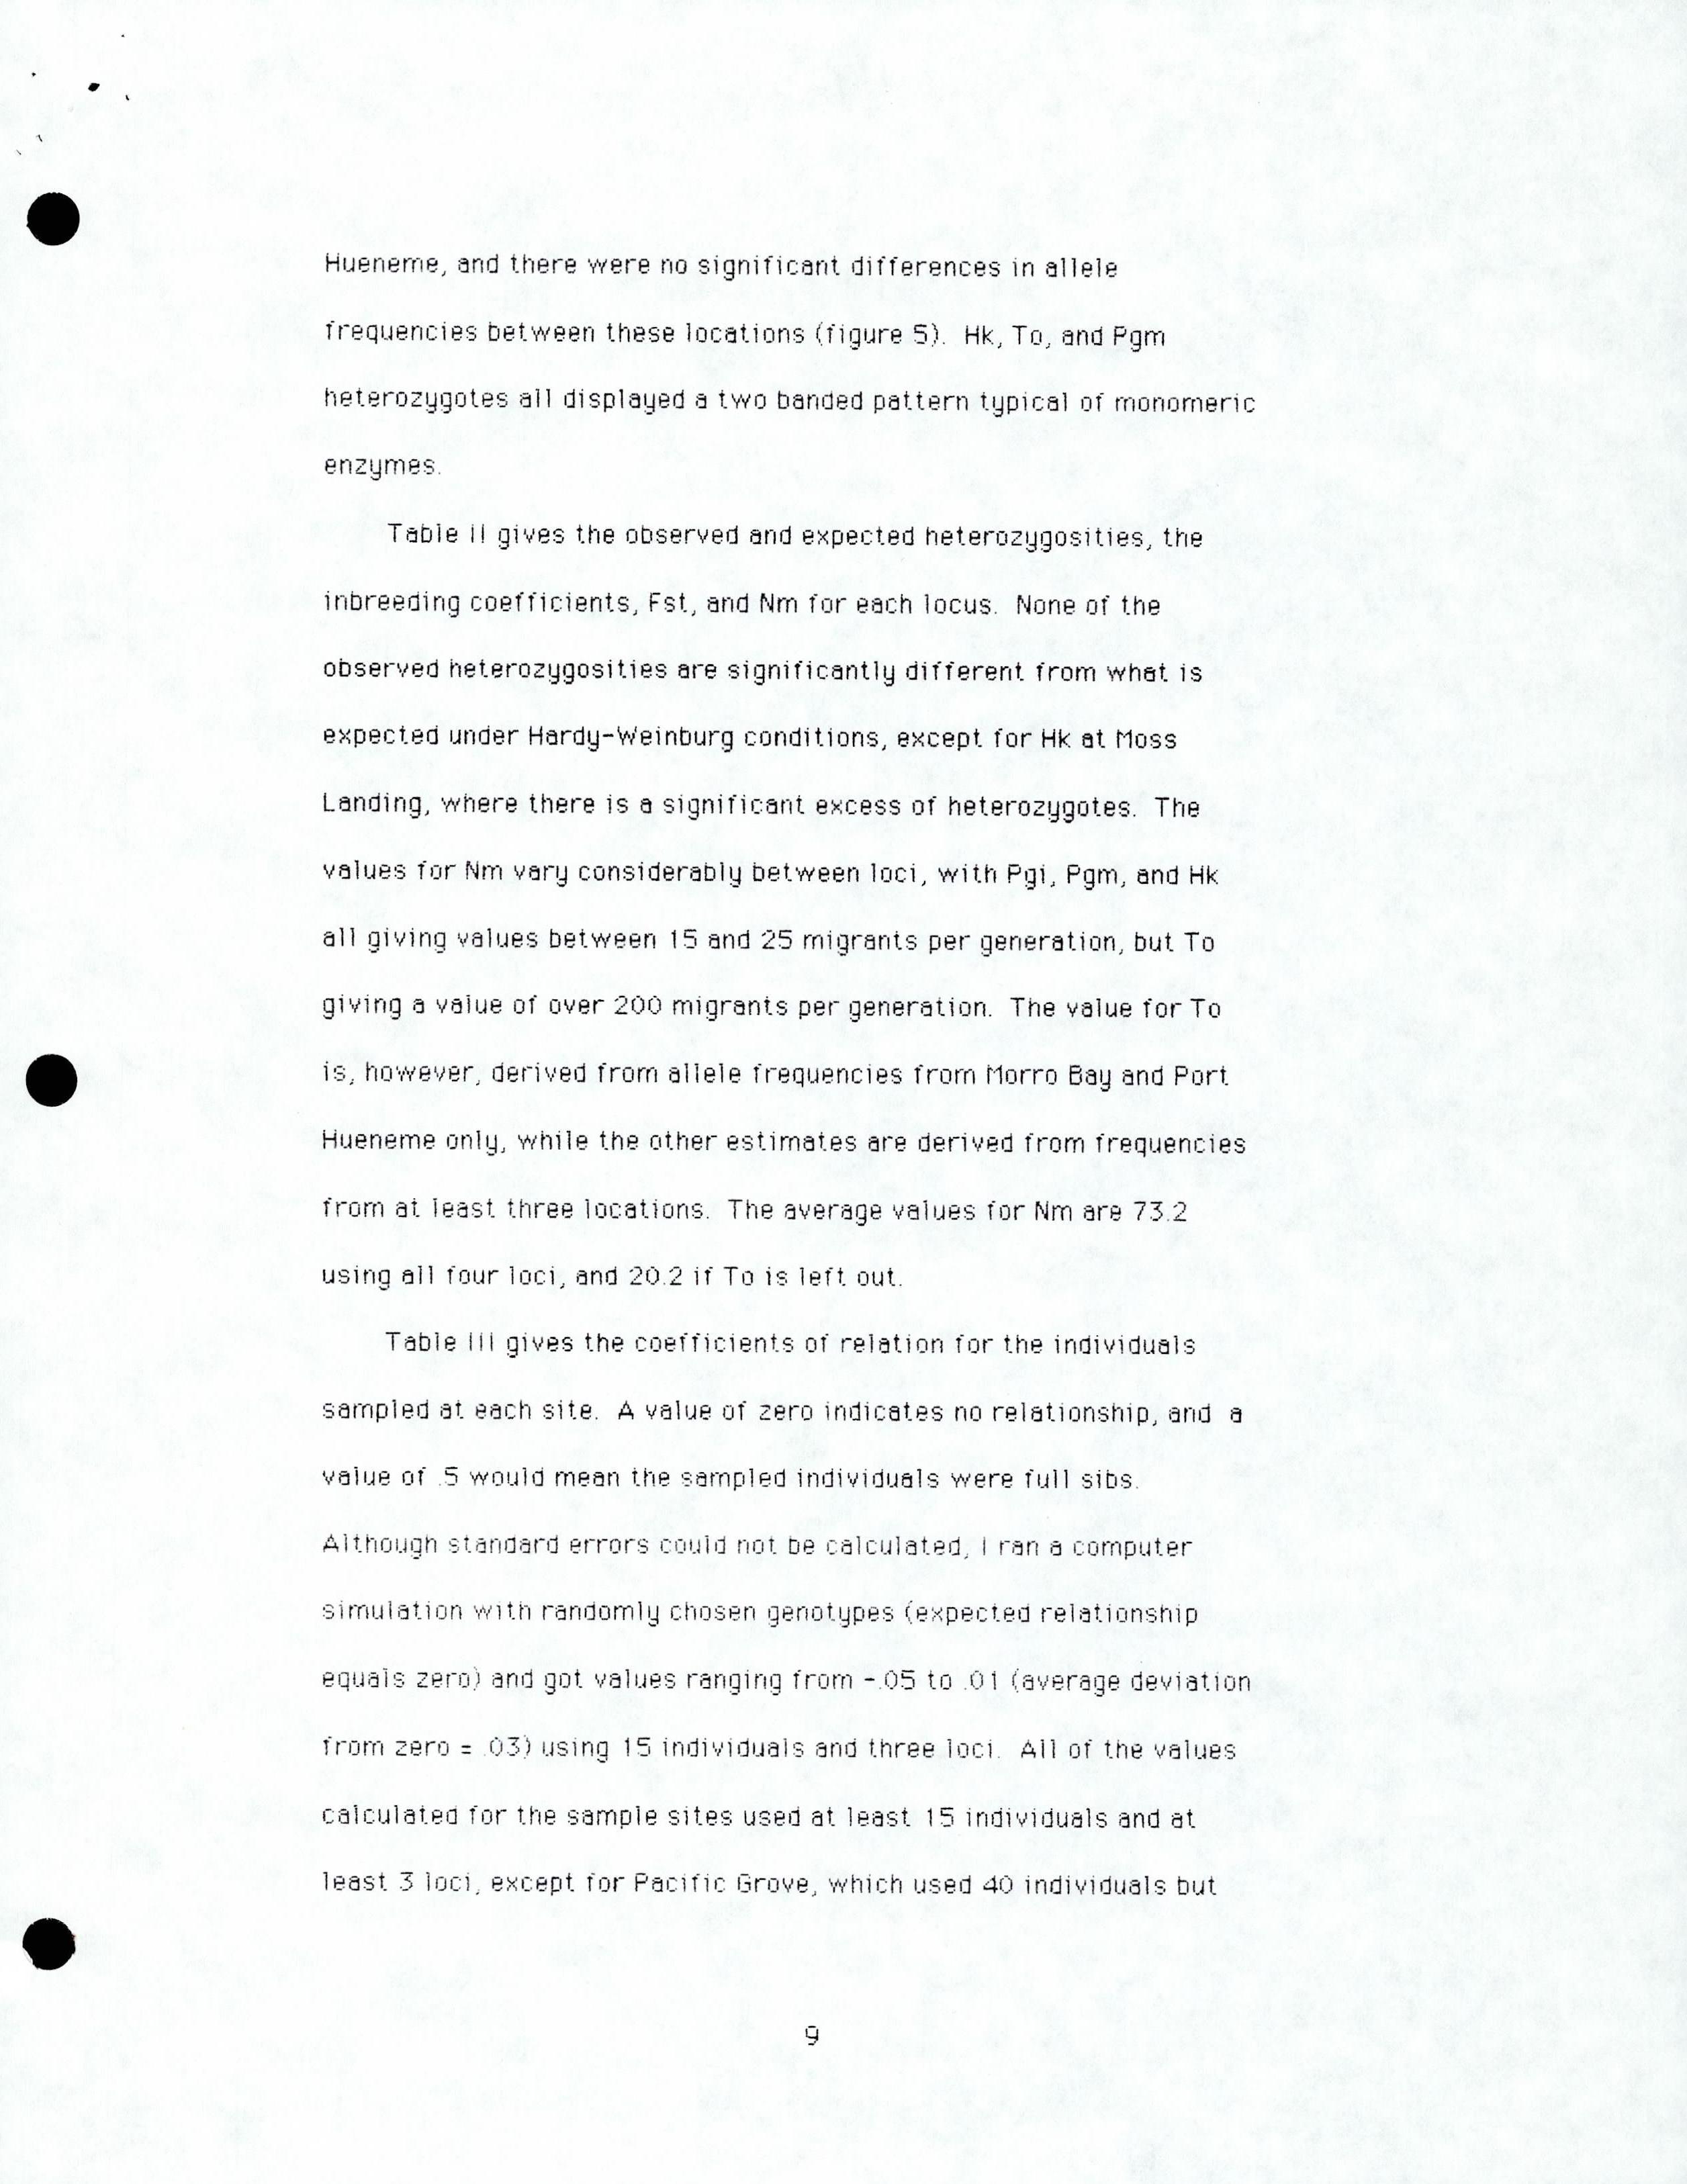 Hueneme, and there were no significant differences in allele
frequencies between these locations (figure 5).  Hk, To, and Pgm
heterozygotes all displayed a two banded pattern typical of monomeric
enzymes.
Table II gives the observed and expected heterozygosities, the
inbreeding coefficients, Fst, and Nm for each locus.  None of the
observed heterozygosities are significantly different from what is
expected under Hardy-Weinburg conditions, except for Hk at Moss
Landing, where there is a significant excess of heterozygotes.  The
values for Nm vary considerably between loci, with Pgi, Pgm, and Hk
all giving values between 15 and 25 migrants per generation, but To
giving a value of over 200 migrants per generation.  The value for To
is, however, derived from allele frequencies from Morro Bay and Port
Hueneme only, while the other estimates are derived from frequencies
from at least three locations.  The average values for Nm are 73.2
using all four loci, and 20.2 if To is left out.
Table III gives the coefficients of relation for the individuals
sampled at each site.  A value of zero indicates no relationship, and  a
value of .5 would mean the sampled individuals were full sibs.
Although standard errors could not be calculated, I ran a computer
simulation with randomly chosen genotypes (expected relationship
equals zero) and got values ranging from -.05 to .01 (average deviation
from zero = .03) using 15 individuals and three loci.  All of the values
calculated for the sample sites used at least 15 individuals and at
least 3 loci, except for Pacific Grove, which used 40 individuals but
9